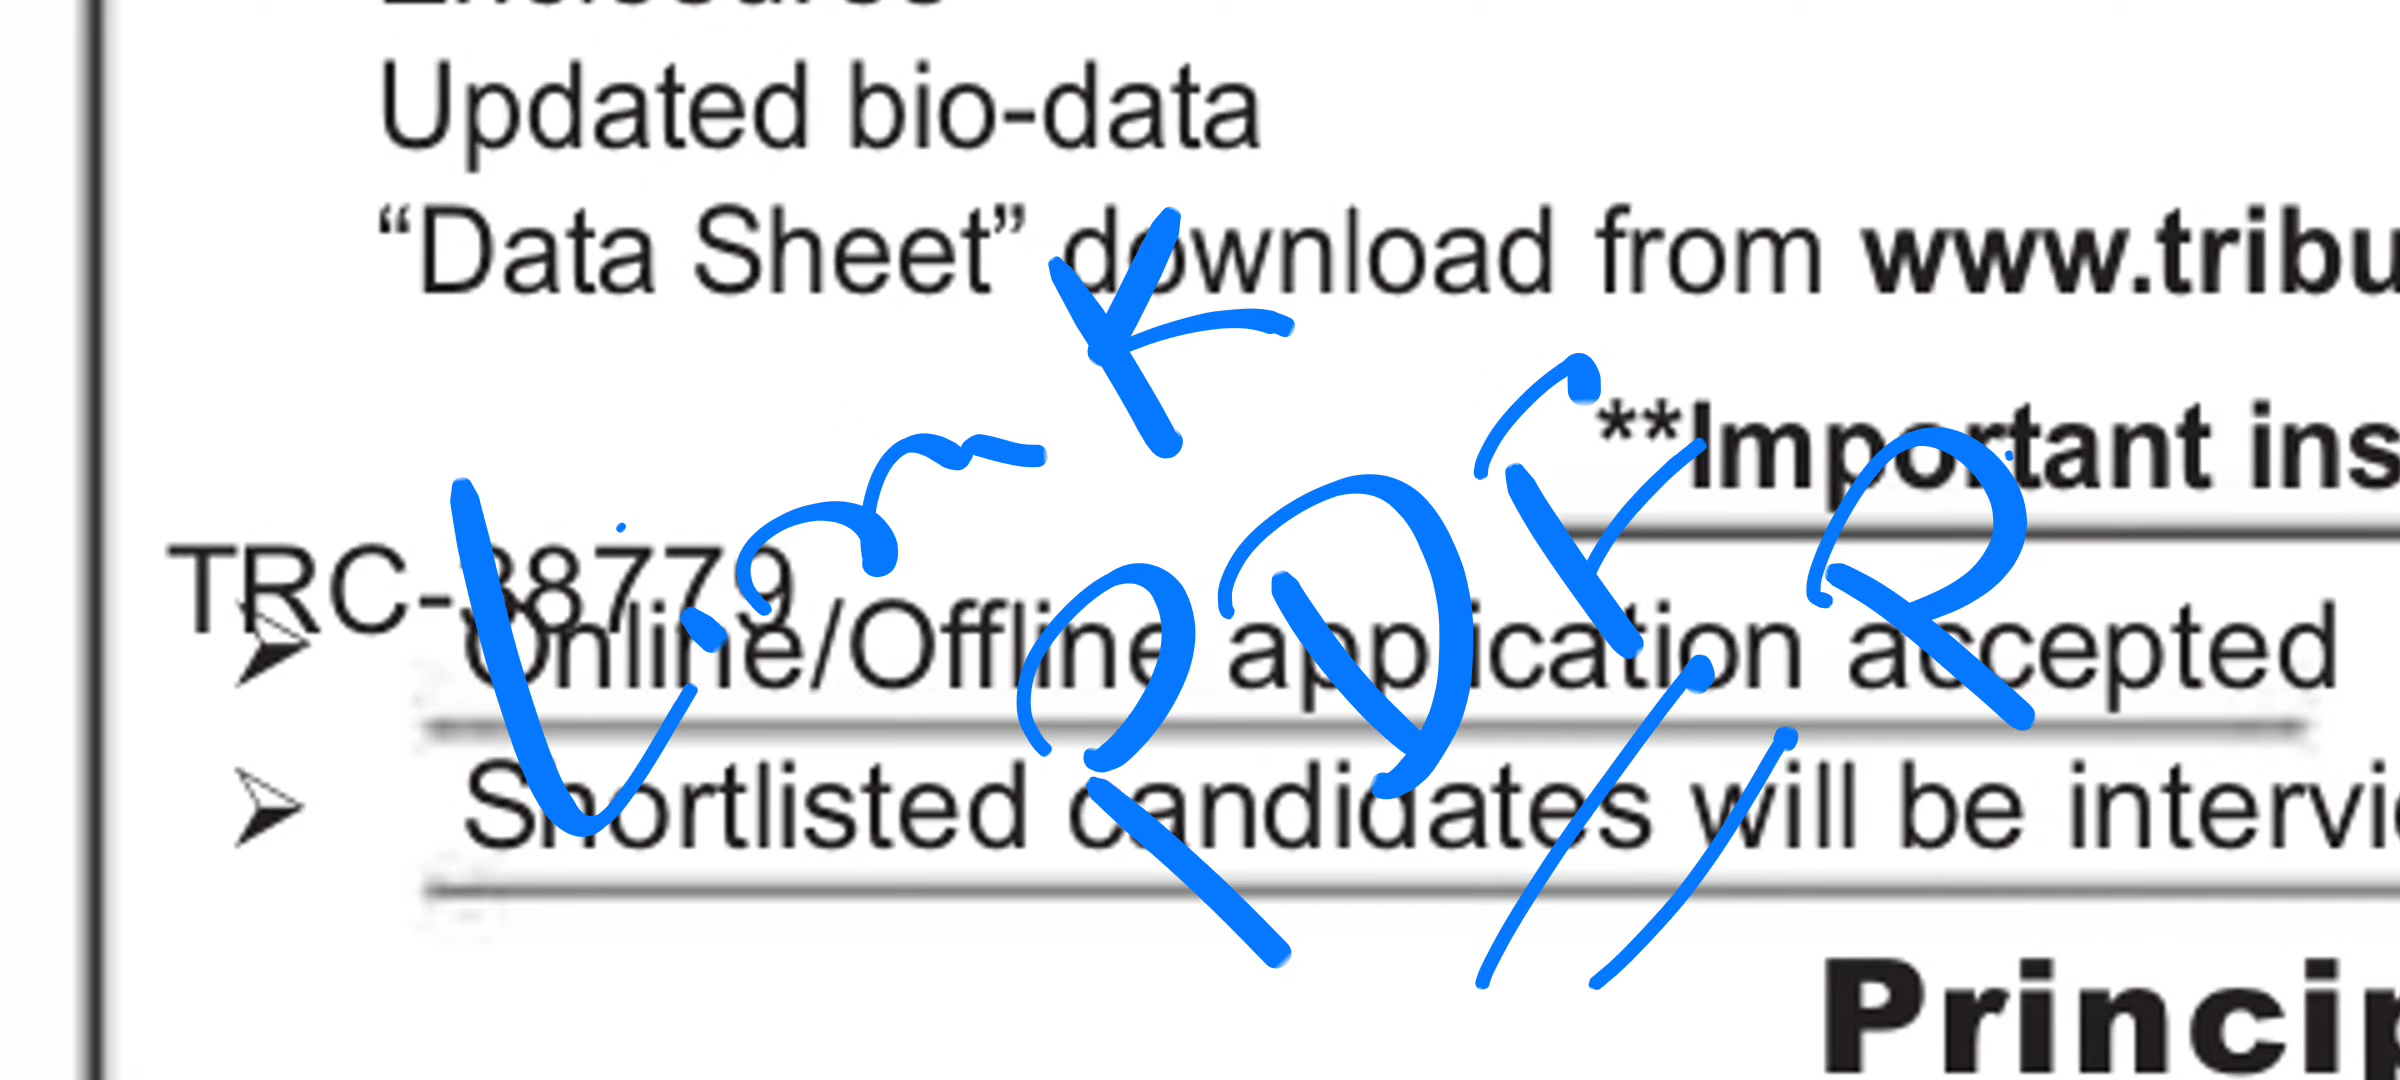 Updated bio-data
“Data Sheet” download from www.tribu
**Important ins
TRC-38779
➢ Online/Offline application accepted
➢ Shortlisted candidates will be intervi
Princip